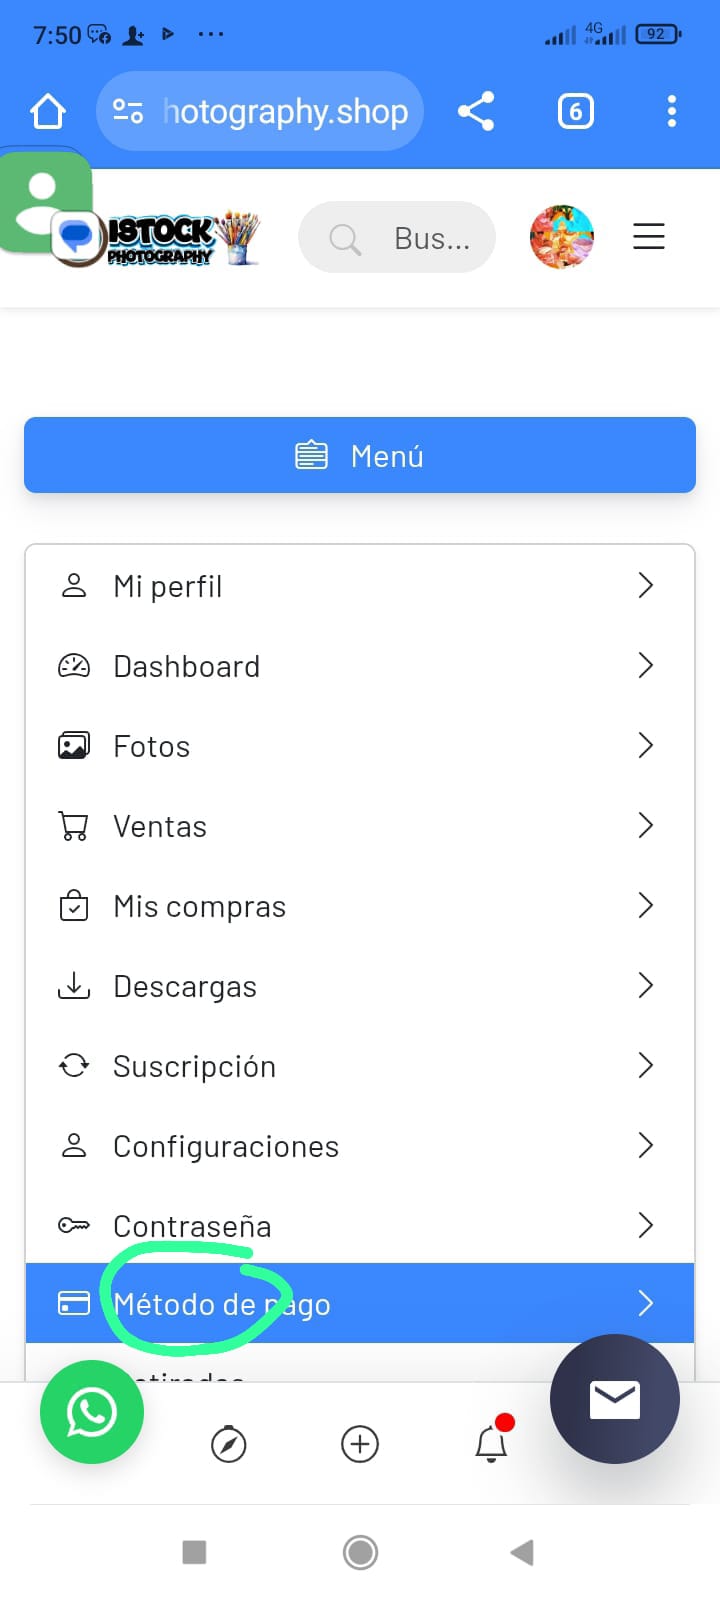 7:50
4G
92
hotography.shop
6
ISTOCK
PHOTOGRAPHY
Bus...
Menú
Mi perfil
Dashboard
Fotos
Ventas
Mis compras
Descargas
Suscripción
Configuraciones
Contraseña
Método de pago